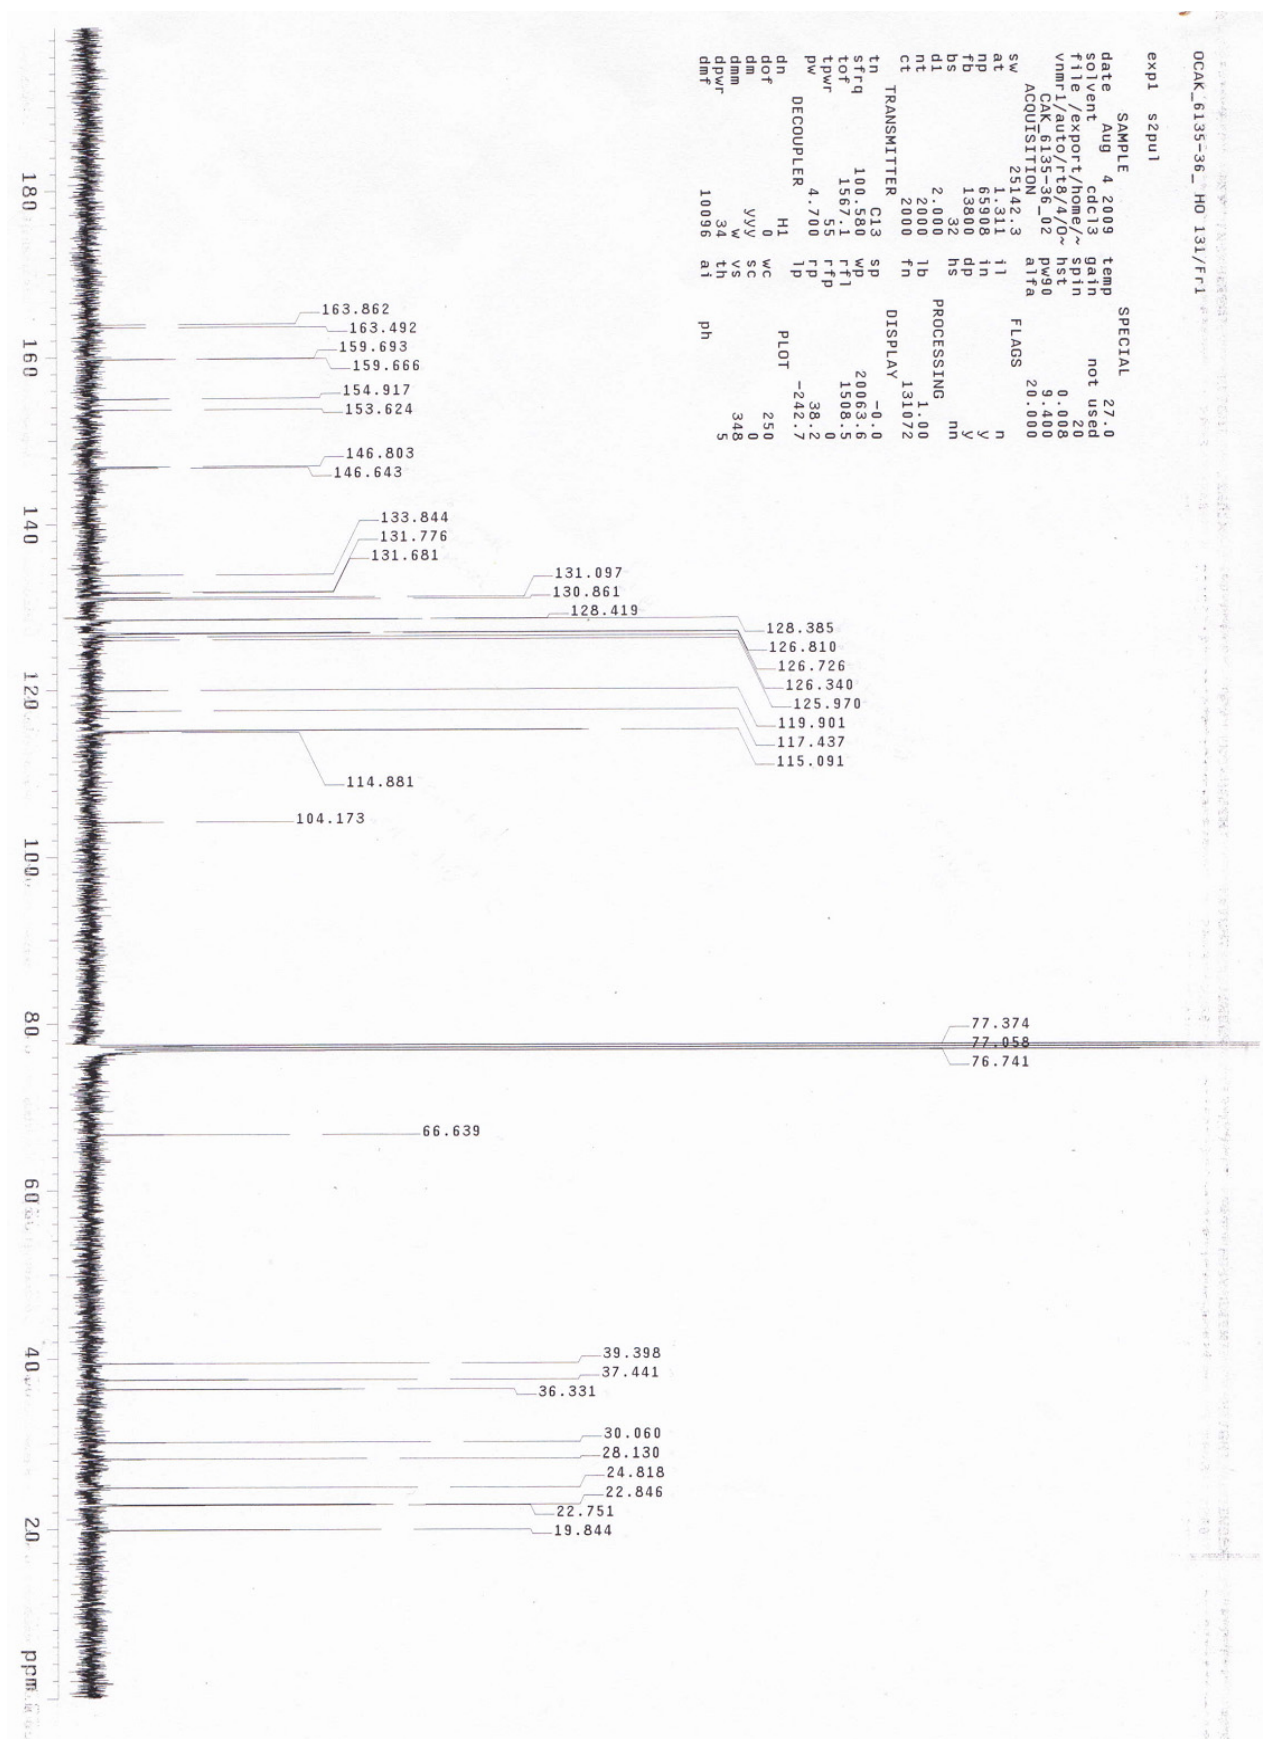 OCAK_6135-36_ HO 131/Fr1
exp1 s2pul
SAMPLE
date Aug 4 2009
solvent cdcl3
file /export/home/~
vnmr1/auto/rt8/4/0~
CAK_6135-36_02
ACQUISITION
sw 25142.3
at 1.311
np 65908
fb 13800
bs 32
d1 2.000
nt 2000
ct 2000
TRANSMITTER
tn C13
sfrq 100.580
tof 1567.1
tpwr 55
pw 4.700
DECOUPLER
dn H1
dof 0
dm yyy
dmm w
dpwr 34
dmf 10096
SPECIAL
temp 27.0
gain not used
spin 20
hst 0.008
pw90 9.400
alfa 20.000
FLAGS
il n
in y
dp y
hs nn
PROCESSING
lb 1.00
fn 131072
DISPLAY
sp -0.0
wp 20063.6
rfl 1508.5
rfp 0
rp 38.2
lp -242.7
PLOT
wc 250
sc 0
vs 348
th 5
ai ph
163.862
163.492
159.693
159.666
154.917
153.624
146.803
146.643
133.844
131.776
131.681
131.097
130.861
128.419
128.385
126.810
126.726
126.340
125.970
119.901
117.437
115.091
114.881
104.173
77.374
77.058
76.741
66.639
39.398
37.441
36.331
30.060
28.130
24.818
22.846
22.751
19.844
180
160
140
120
100
80
60
40
20
ppm